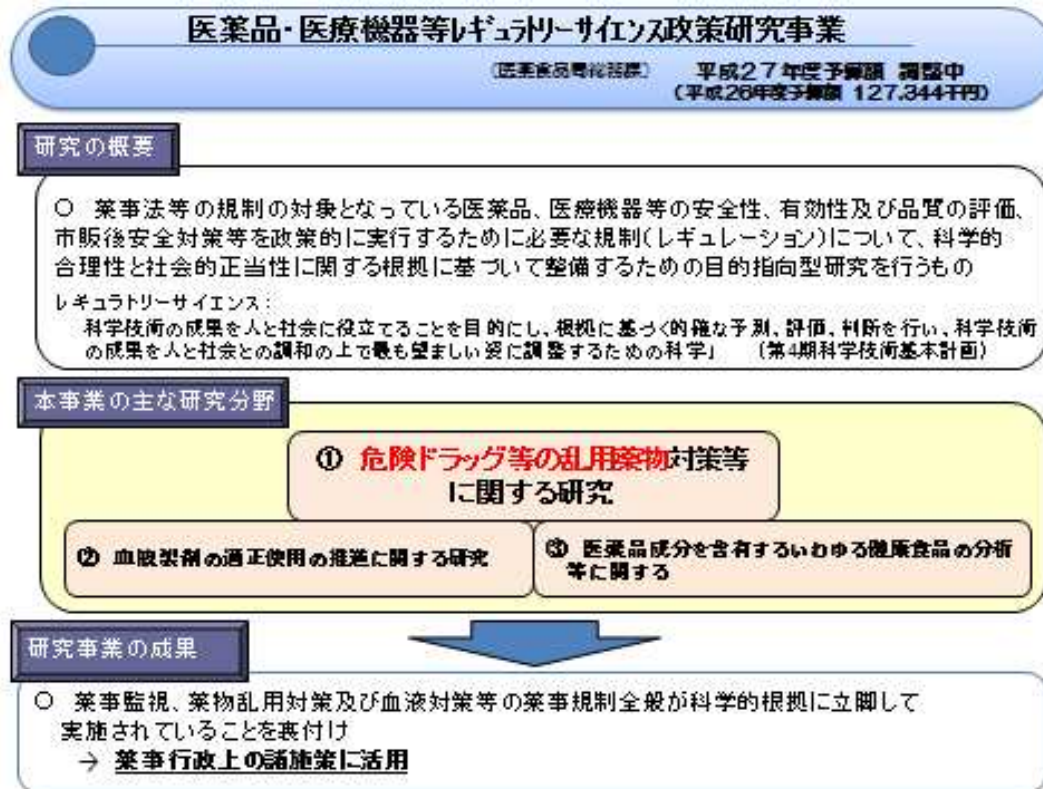 医薬品・医療機器等レギュラトリーサイエンス政策研究事業
（医薬食品局総務課）　平成27年度予算額 調整中
（平成26年度予算額 127,344千円）
研究の概要
○ 薬事法等の規制の対象となっている医薬品、医療機器等の安全性、有効性及び品質の評価、
市販後安全対策等を政策的に実行するために必要な規制（レギュレーション）について、科学的
合理性と社会的正当性に関する根拠に基づいて整備するための目的指向型研究を行うもの
レギュラトリーサイエンス：
科学技術の成果を人と社会に役立てることを目的にし、根拠に基づく的確な予測、評価、判断を行い、科学技術
の成果を人と社会との調和の上で最も望ましい姿に調整するための科学」　（第4期科学技術基本計画）
本事業の主な研究分野
① 危険ドラッグ等の乱用薬物対策等
に関する研究
② 血液製剤の適正使用の推進に関する研究
③ 医薬品成分を含有するいわゆる健康食品の分析
等に関する
研究事業の成果
○ 薬事監視、薬物乱用対策及び血液対策等の薬事規制全般が科学的根拠に立脚して
実施されていることを裏付け
→ 薬事行政上の諸施策に活用